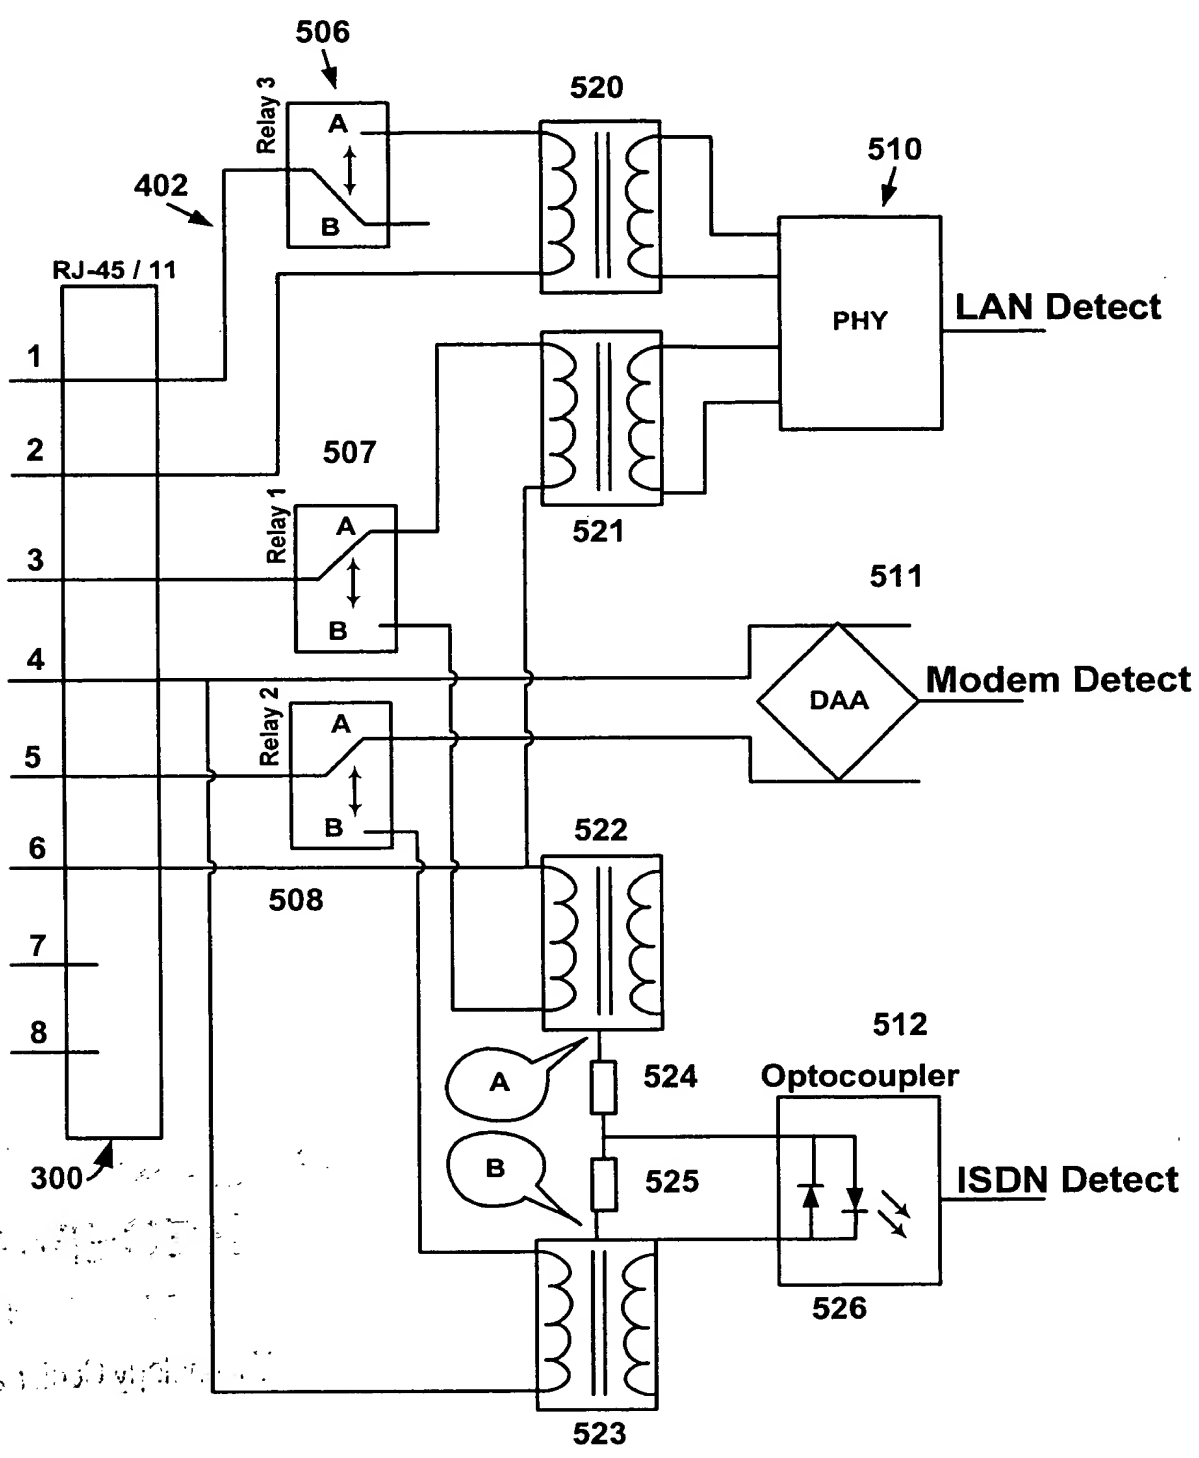 506
520
Relay 3
A
B
510
402
RJ-45 / 11
PHY
LAN Detect
1
2
507
521
Relay 1
A
B
3
511
4
DAA
Modem Detect
Relay 2
A
B
5
522
6
508
7
8
512
A
524
Optocoupler
B
525
300
ISDN Detect
526
523